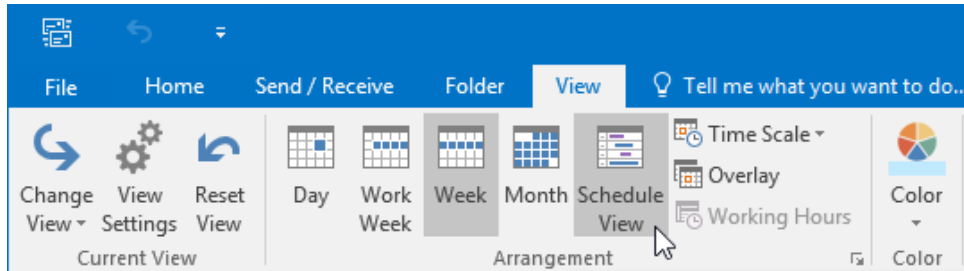 File Home Send / Receive Folder View Tell me what you want to do..
Change View
View Settings
Reset View
Day
Work Week
Week
Month
Schedule View
Time Scale
Overlay
Working Hours
Color
Current View Arrangement Color